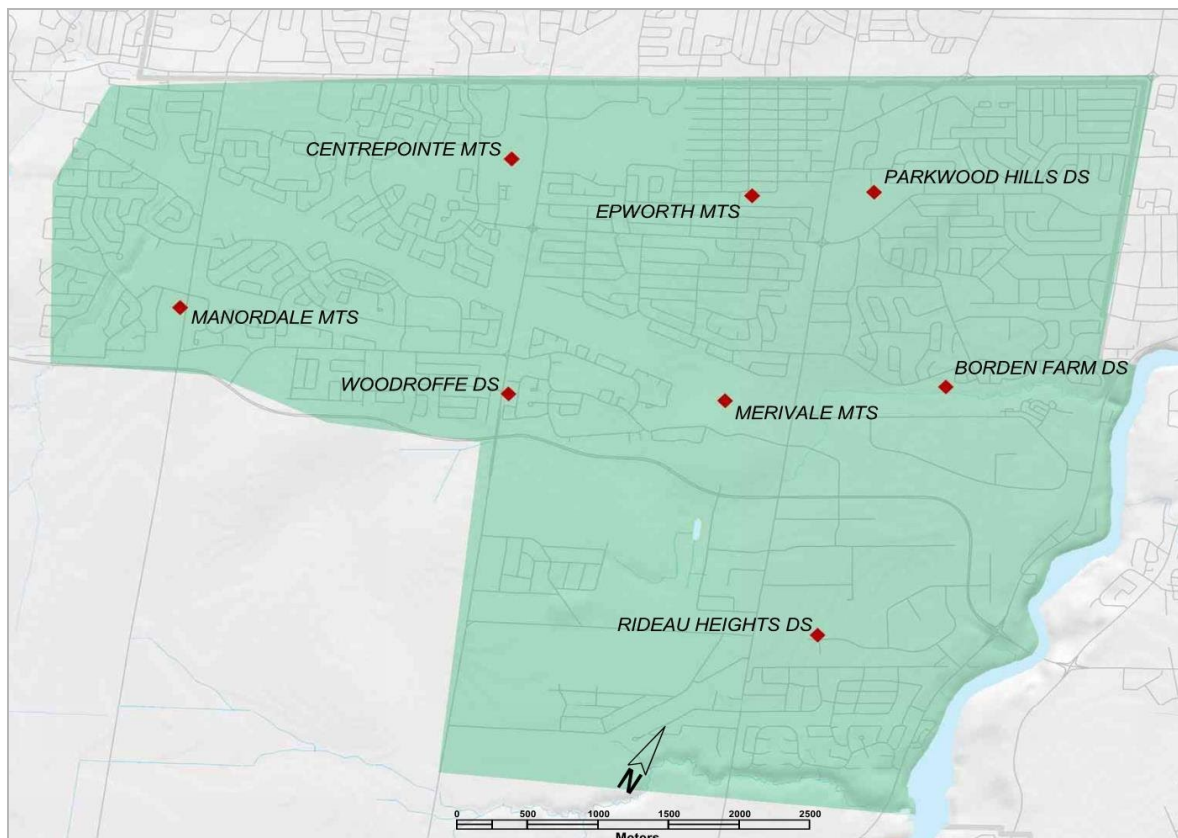 CENTREPOINTE MTS
PARKWOOD HILLS DS
EPWORTH MTS
MANORDALE MTS
BORDEN FARM DS
WOODROFFE DS
MERIVALE MTS
RIDEAU HEIGHTS DS
N
0 500 1000 1500 2000 2500
Meters